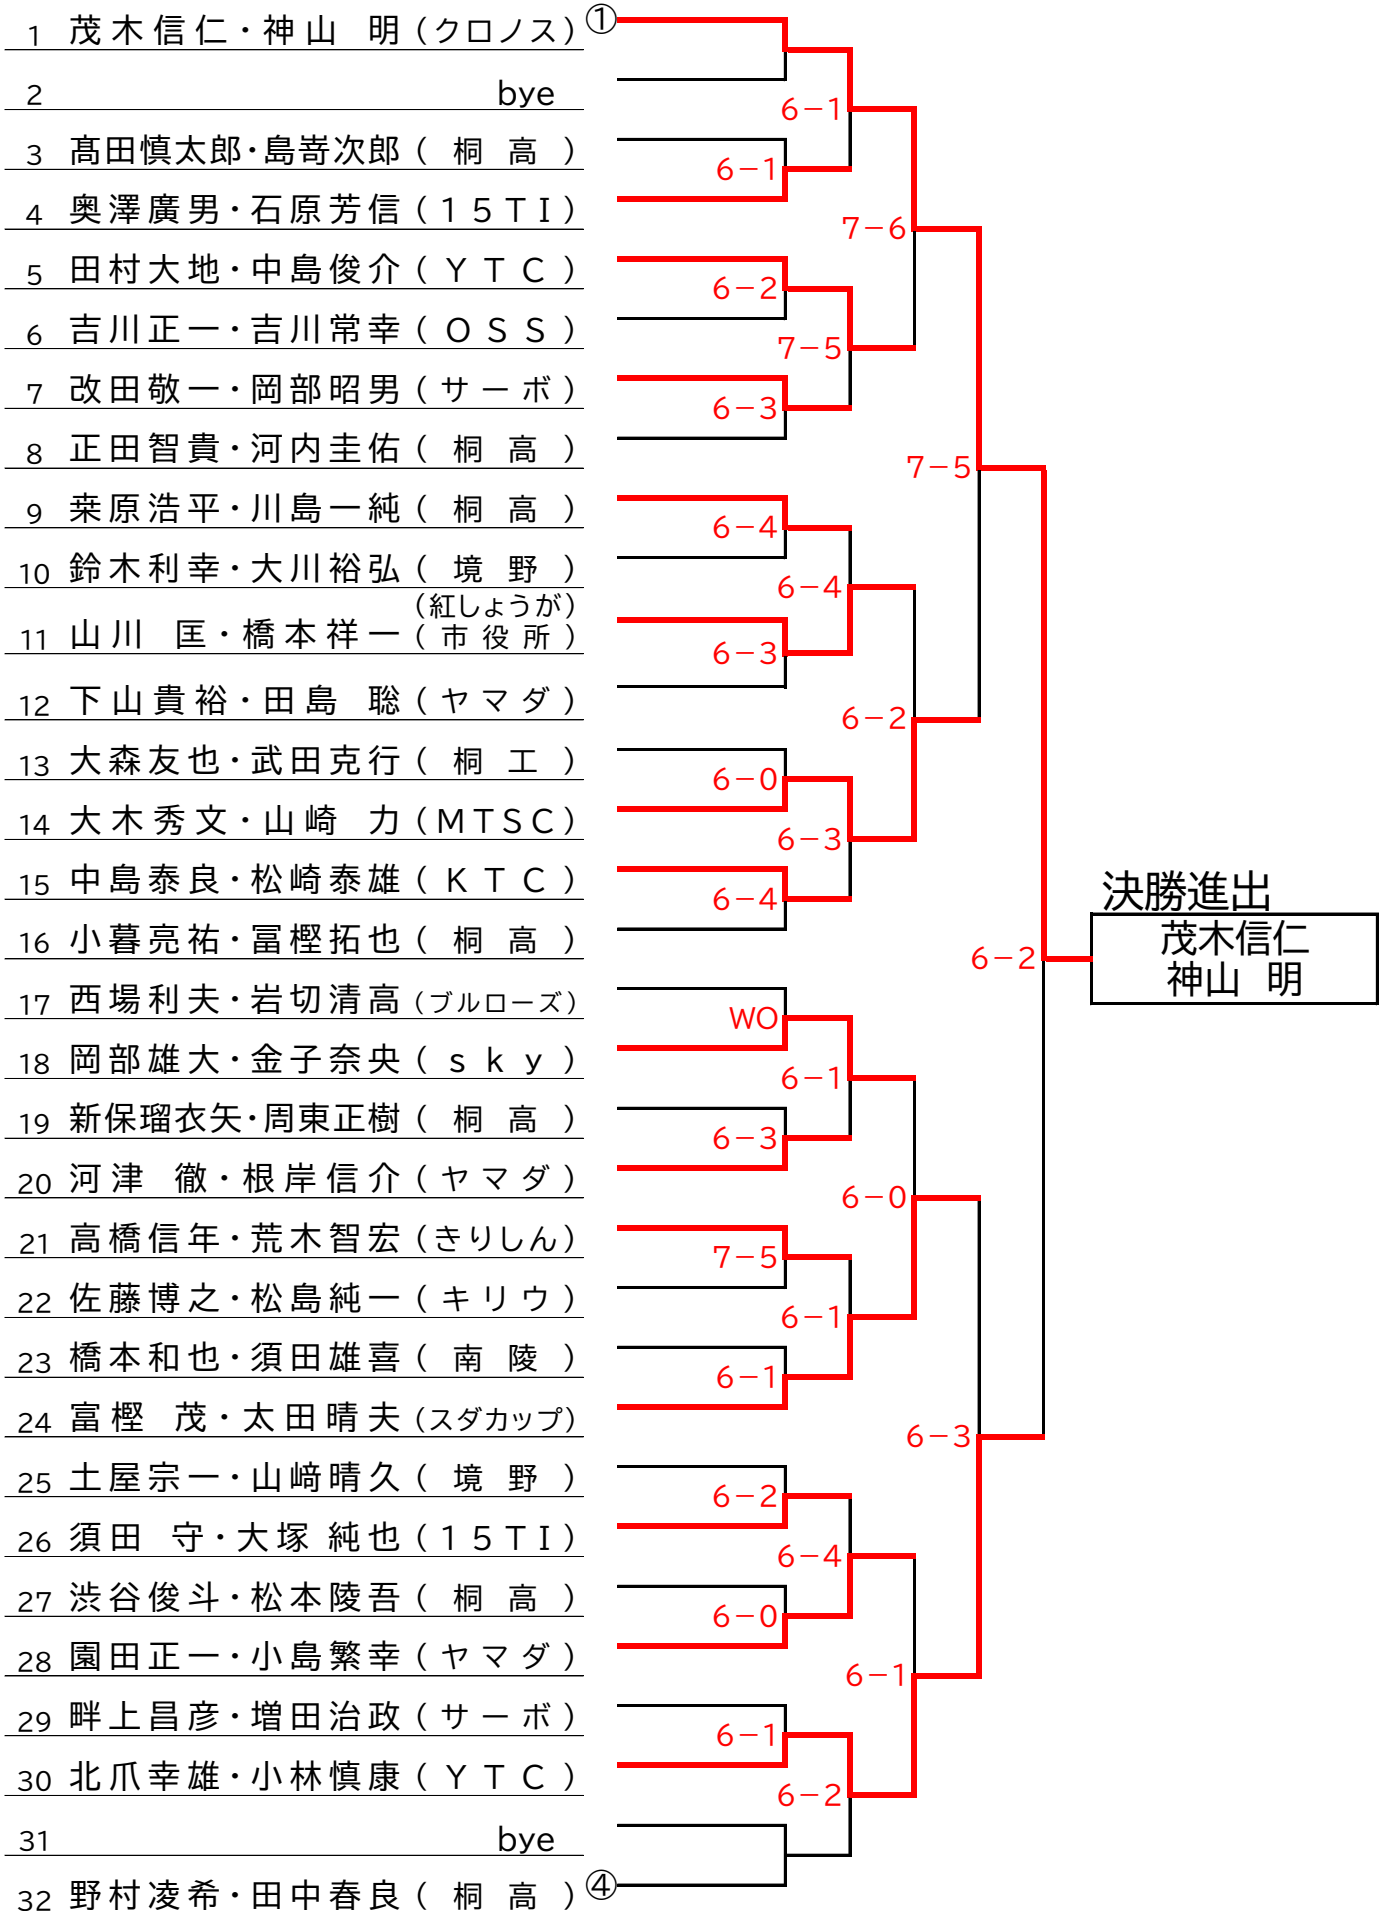 1 茂木信仁・神山 明 (クロノス) ①
2 bye
6-1
3 髙田慎太郎・島嵜次郎 (桐高)
6-1
4 奥澤廣男・石原芳信 (15TI)
7-6
5 田村大地・中島俊介 (YTC)
6-2
6 吉川正一・吉川常幸 (OSS)
7-5
7 改田敬一・岡部昭男 (サーボ)
6-3
8 正田智貴・河内圭佑 (桐高)
7-5
9 桒原浩平・川島一純 (桐高)
6-4
10 鈴木利幸・大川裕弘 (境野)
6-4
(紅しょうが)
11 山川 匡・橋本祥一 (市役所)
6-3
12 下山貴裕・田島 聡 (ヤマダ)
6-2
13 大森友也・武田克行 (桐工)
6-0
14 大木秀文・山崎 力 (MTSC)
6-3
15 中島泰良・松崎泰雄 (KTC)
6-4
決勝進出
16 小暮亮祐・冨樫拓也 (桐高)
茂木信仁
6-2
神山 明
17 西場利夫・岩切清高 (ブルローズ)
WO
18 岡部雄大・金子奈央 (sky)
6-1
19 新保瑠衣矢・周東正樹 (桐高)
6-3
20 河津 徹・根岸信介 (ヤマダ)
6-0
21 高橋信年・荒木智宏 (きりしん)
7-5
22 佐藤博之・松島純一 (キリウ)
6-1
23 橋本和也・須田雄喜 (南陵)
6-1
24 富樫 茂・太田晴夫 (スダカップ)
6-3
25 土屋宗一・山﨑晴久 (境野)
6-2
26 須田 守・大塚純也 (15TI)
6-4
27 渋谷俊斗・松本陵吾 (桐高)
6-0
28 園田正一・小島繁幸 (ヤマダ)
6-1
29 畔上昌彦・増田治政 (サーボ)
6-1
30 北爪幸雄・小林慎康 (YTC)
6-2
31 bye
32 野村凌希・田中春良 (桐高) ④